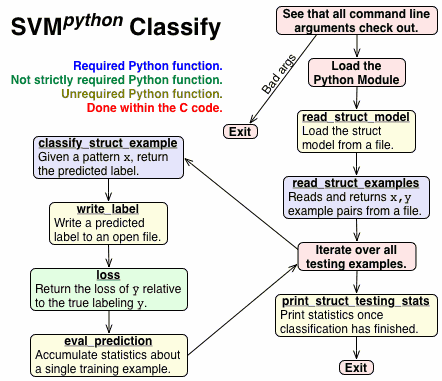 SVMpython Classify
Required Python function.
Not strictly required Python function.
Unrequired Python function.
Done within the C code.
See that all command line
arguments check out.
Bad args
Exit
Load the
Python Module
read_struct_model
Load the struct
model from a file.
read_struct_examples
Reads and returns x,y
example pairs from a file.
Iterate over all
testing examples.
classify_struct_example
Given a pattern x, return
the predicted label.
write_label
Write a predicted
label to an open file.
loss
Return the loss of y relative
to the true labeling y.
eval_prediction
Accumulate statistics about
a single training example.
print_struct_testing_stats
Print statistics once
classification has finished.
Exit